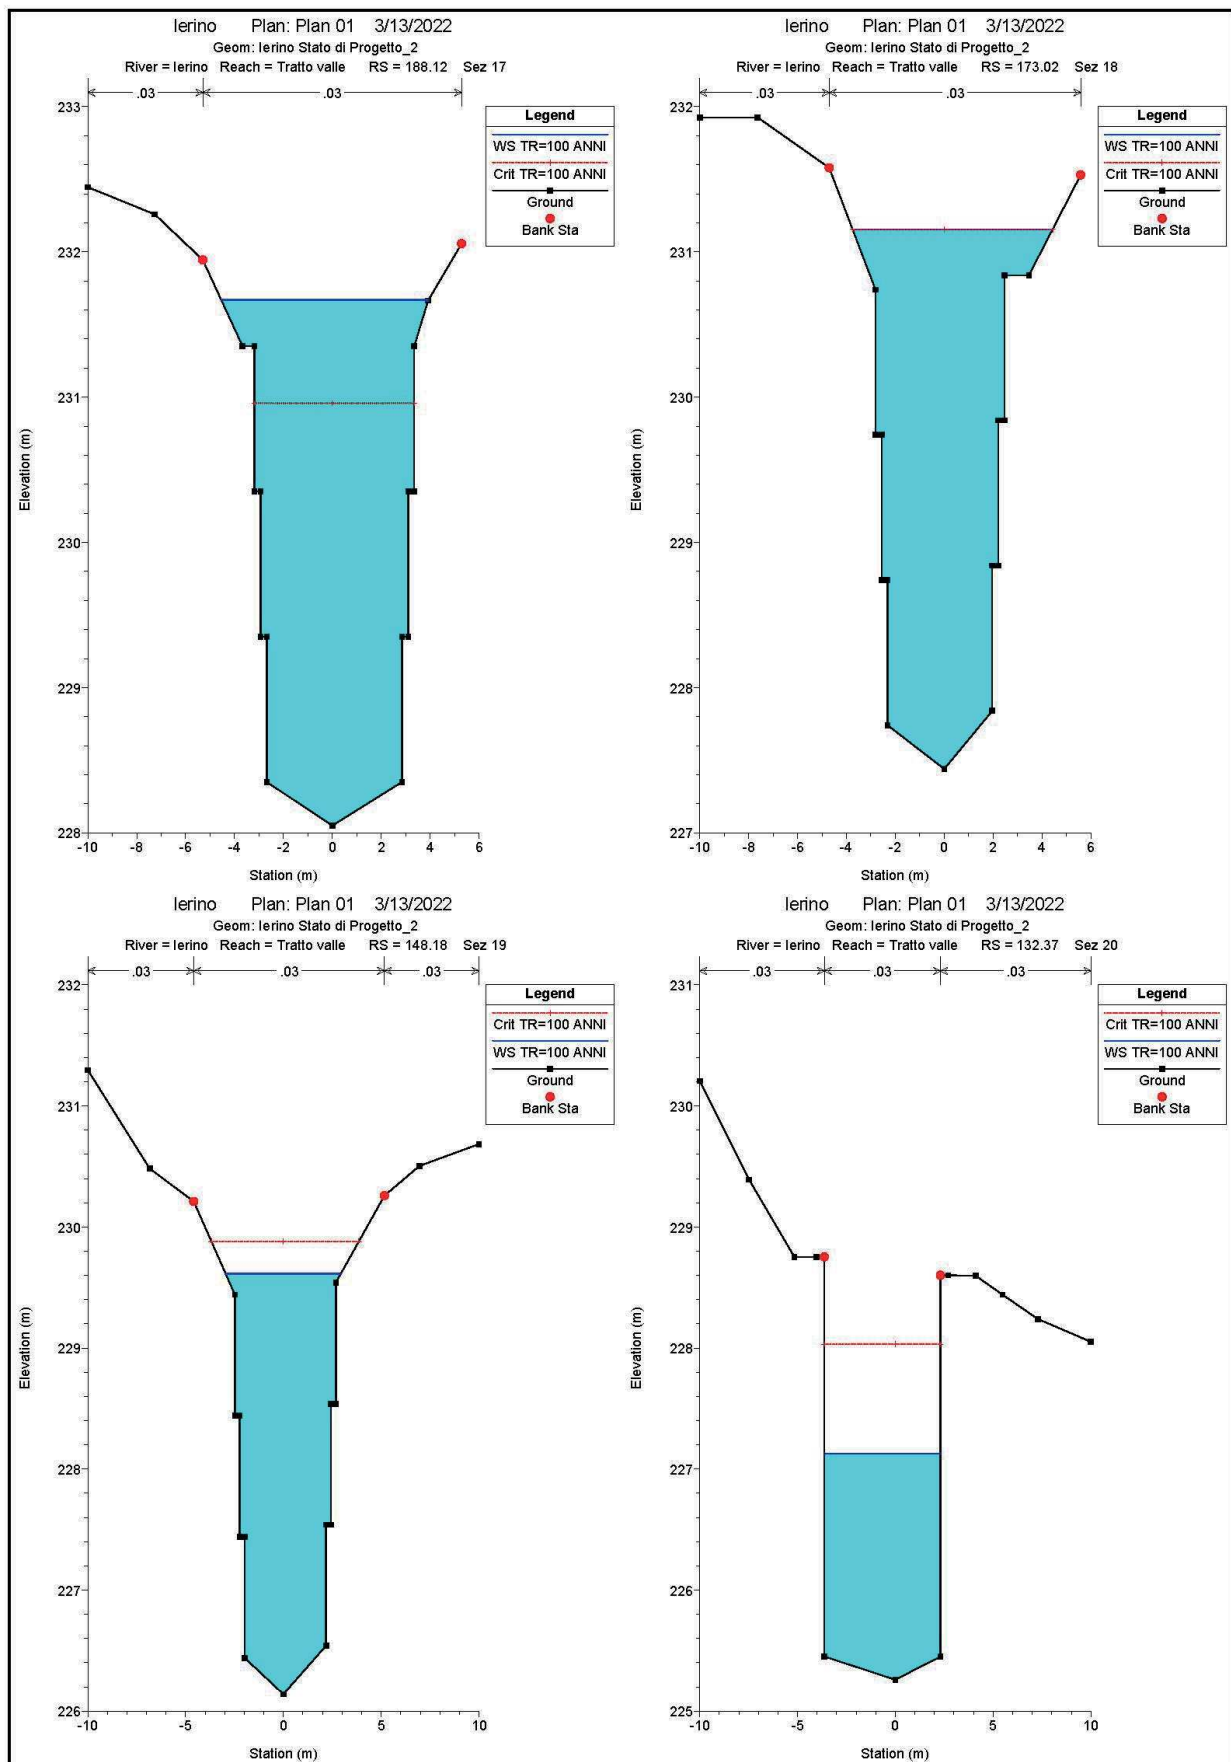 Ierino Plan: Plan 01 3/13/2022
Geom: Ierino Stato di Progetto_2
River = Ierino Reach = Tratto valle RS = 188.12 Sez 17
.03 .03
Legend
WS TR=100 ANNI
Crit TR=100 ANNI
Ground
Bank Sta
233
232
231
230
229
228
Elevation (m)
-10 -8 -6 -4 -2 0 2 4 6
Station (m)
Ierino Plan: Plan 01 3/13/2022
Geom: Ierino Stato di Progetto_2
River = Ierino Reach = Tratto valle RS = 173.02 Sez 18
.03 .03
Legend
WS TR=100 ANNI
Crit TR=100 ANNI
Ground
Bank Sta
232
231
230
229
228
227
Elevation (m)
-10 -8 -6 -4 -2 0 2 4 6
Station (m)
Ierino Plan: Plan 01 3/13/2022
Geom: Ierino Stato di Progetto_2
River = Ierino Reach = Tratto valle RS = 148.18 Sez 19
.03 .03 .03
Legend
Crit TR=100 ANNI
WS TR=100 ANNI
Ground
Bank Sta
232
231
230
229
228
227
226
Elevation (m)
-10 -5 0 5 10
Station (m)
Ierino Plan: Plan 01 3/13/2022
Geom: Ierino Stato di Progetto_2
River = Ierino Reach = Tratto valle RS = 132.37 Sez 20
.03 .03 .03
Legend
Crit TR=100 ANNI
WS TR=100 ANNI
Ground
Bank Sta
231
230
229
228
227
226
225
Elevation (m)
-10 -5 0 5 10
Station (m)